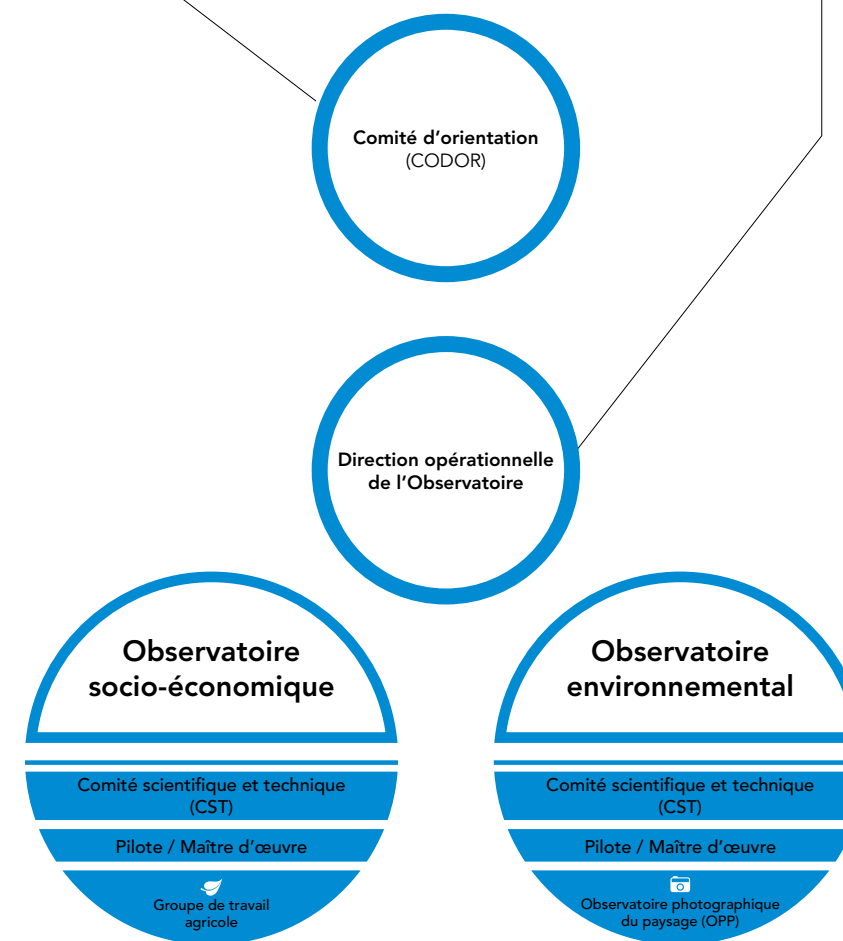 Comité d'orientation
(CODOR)
Direction opérationnelle
de l'Observatoire
Observatoire
socio-économique
Comité scientifique et technique
(CST)
Pilote / Maître d'œuvre
Groupe de travail
agricole
Observatoire
environnemental
Comité scientifique et technique
(CST)
Pilote / Maître d'œuvre
Observatoire photographique
du paysage (OPP)